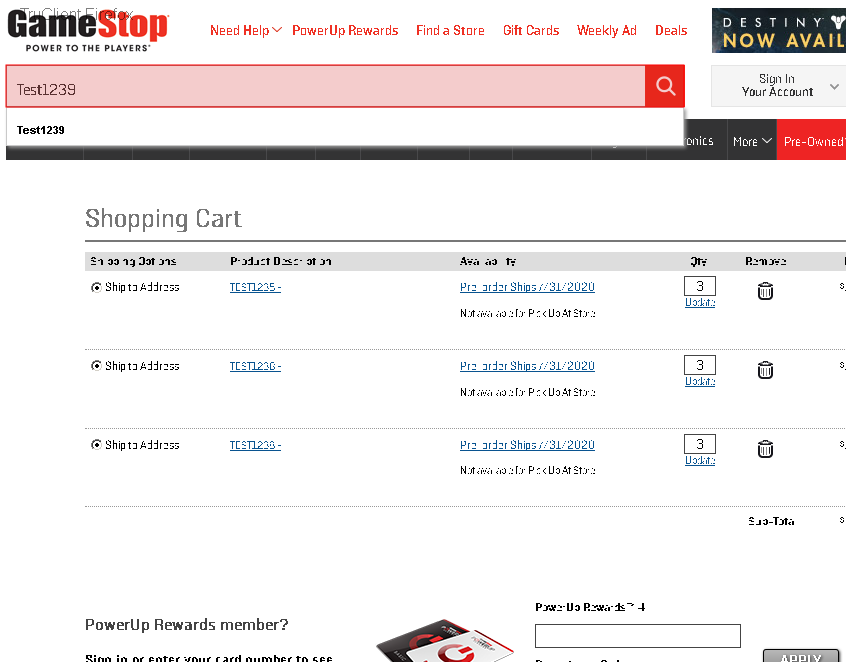 TruClient Firefox
GameStop
POWER TO THE PLAYERS
Need Help PowerUp Rewards Find a Store Gift Cards Weekly Ad Deals
DESTINY
NOW AVAIL
Test1239
Sign In
Your Account
Test1239
onics More Pre-Owned
Shopping Cart
Shipping Options Product Description Availability Qty Remove
Ship to Address TEST1235 - Pre-order Ships 7/31/2020 3
Update
Not available for Pick Up At Store
Ship to Address TEST1236 - Pre-order Ships 7/31/2020 3
Update
Not available for Pick Up At Store
Ship to Address TEST1238 - Pre-order Ships 7/31/2020 3
Update
Not available for Pick Up At Store
Sub-Total
PowerUp Rewards™ #
PowerUp Rewards member?
Sign in or enter your card number to see
APPLY